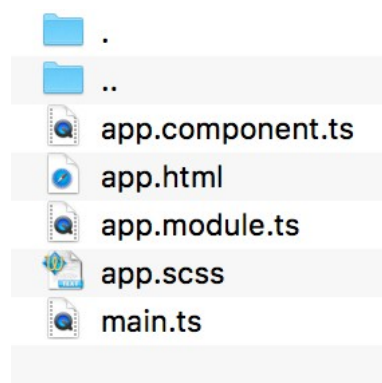 .
..
app.component.ts
app.html
app.module.ts
app.scss
main.ts